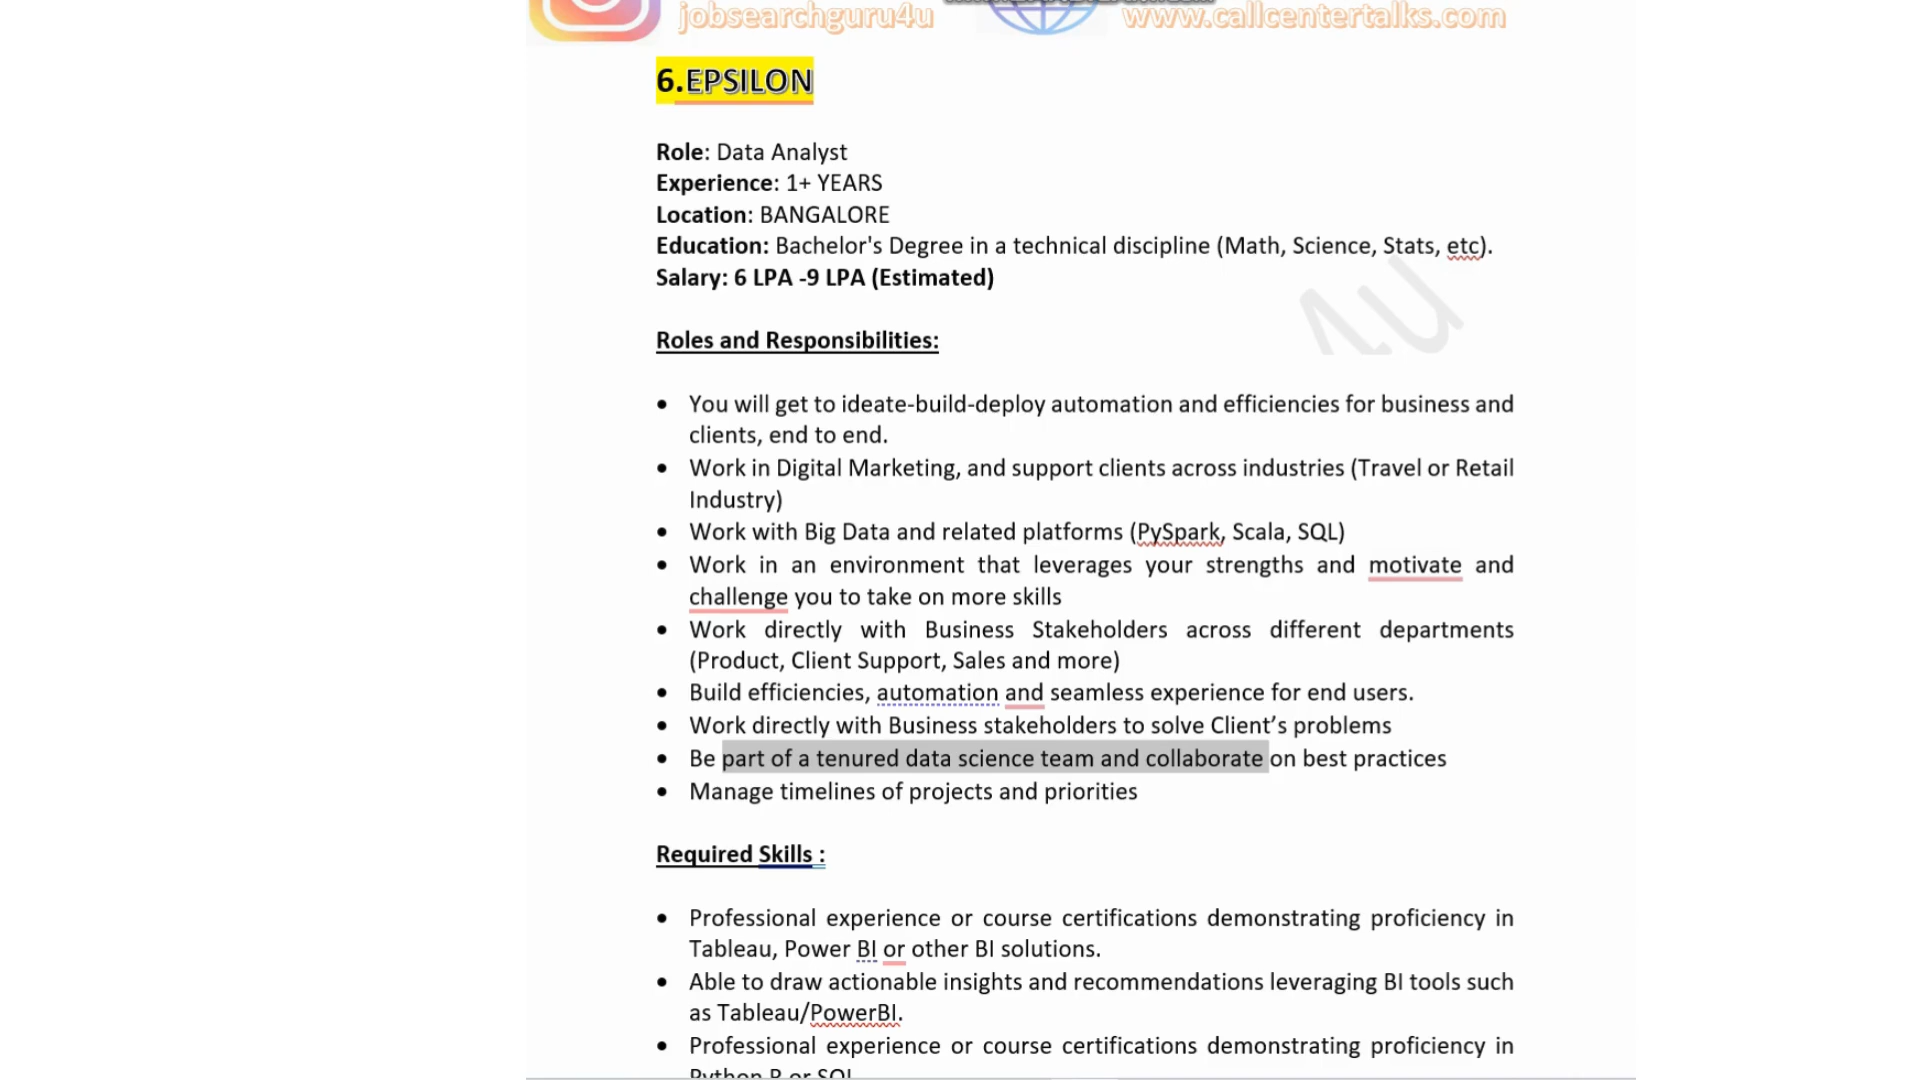 jobsearchguru4u www.callcentertalks.com
6.EPSILON
Role: Data Analyst
Experience: 1+ YEARS
Location: BANGALORE
Education: Bachelor's Degree in a technical discipline (Math, Science, Stats, etc).
Salary: 6 LPA -9 LPA (Estimated)
4U
Roles and Responsibilities:
• You will get to ideate-build-deploy automation and efficiencies for business and
clients, end to end.
• Work in Digital Marketing, and support clients across industries (Travel or Retail
Industry)
• Work with Big Data and related platforms (PySpark, Scala, SQL)
• Work in an environment that leverages your strengths and motivate and
challenge you to take on more skills
• Work directly with Business Stakeholders across different departments
(Product, Client Support, Sales and more)
• Build efficiencies, automation and seamless experience for end users.
• Work directly with Business stakeholders to solve Client’s problems
• Be part of a tenured data science team and collaborate on best practices
• Manage timelines of projects and priorities
Required Skills :
• Professional experience or course certifications demonstrating proficiency in
Tableau, Power BI or other BI solutions.
• Able to draw actionable insights and recommendations leveraging BI tools such
as Tableau/PowerBI.
• Professional experience or course certifications demonstrating proficiency in
Python R or SQL